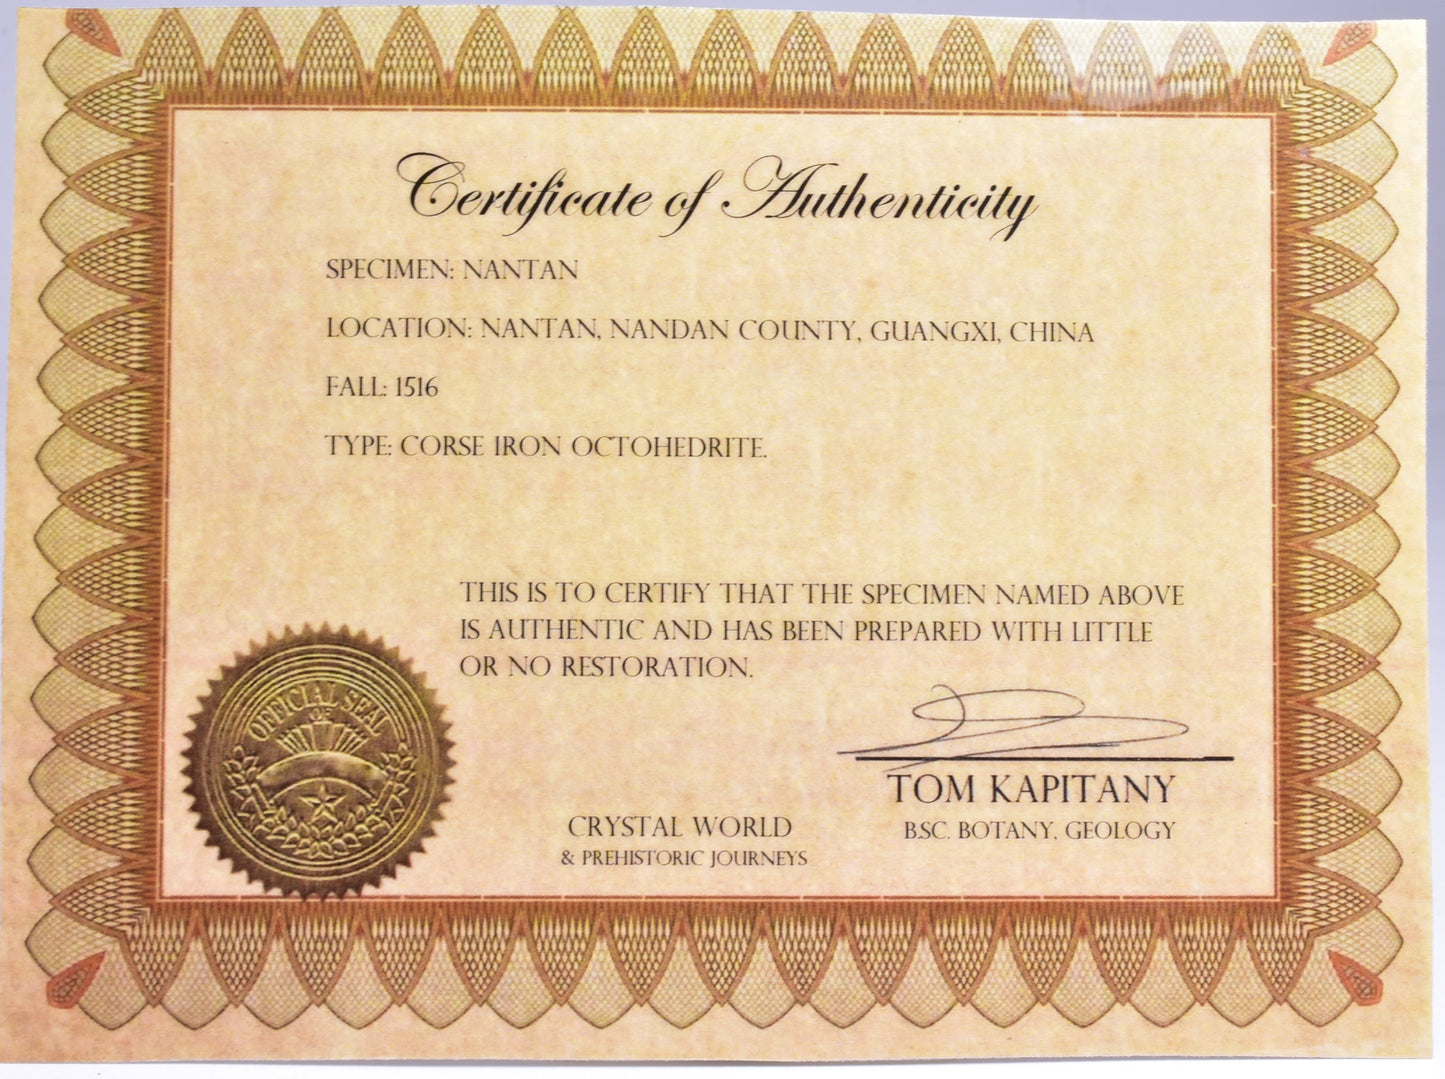 Certificate of Authenticity
SPECIMEN: NANTAN
LOCATION: NANTAN, NANDAN COUNTY, GUANGXI, CHINA
FALL: 1516
TYPE: CORSE IRON OCTOHEDRITE.
THIS IS TO CERTIFY THAT THE SPECIMEN NAMED ABOVE
IS AUTHENTIC AND HAS BEEN PREPARED WITH LITTLE
OR NO RESTORATION.
OFFICIAL SEAL
TOM KAPITANY
B.SC. BOTANY, GEOLOGY
CRYSTAL WORLD
& PREHISTORIC JOURNEYS